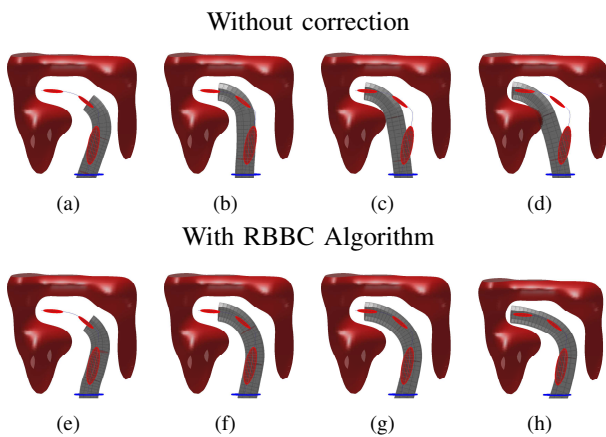 Without correction
(a) (b) (c) (d)
With RBBC Algorithm
(e) (f) (g) (h)